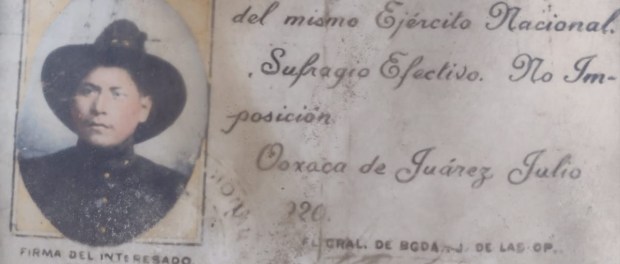 del mismo Ejército Nacional.
Sufragio Efectivo. No Im-
posición
Oaxaca de Juárez, Julio
920.
EL GRAL. DE BGDA. J. DE LAS OP.
FIRMA DEL INTERESADO